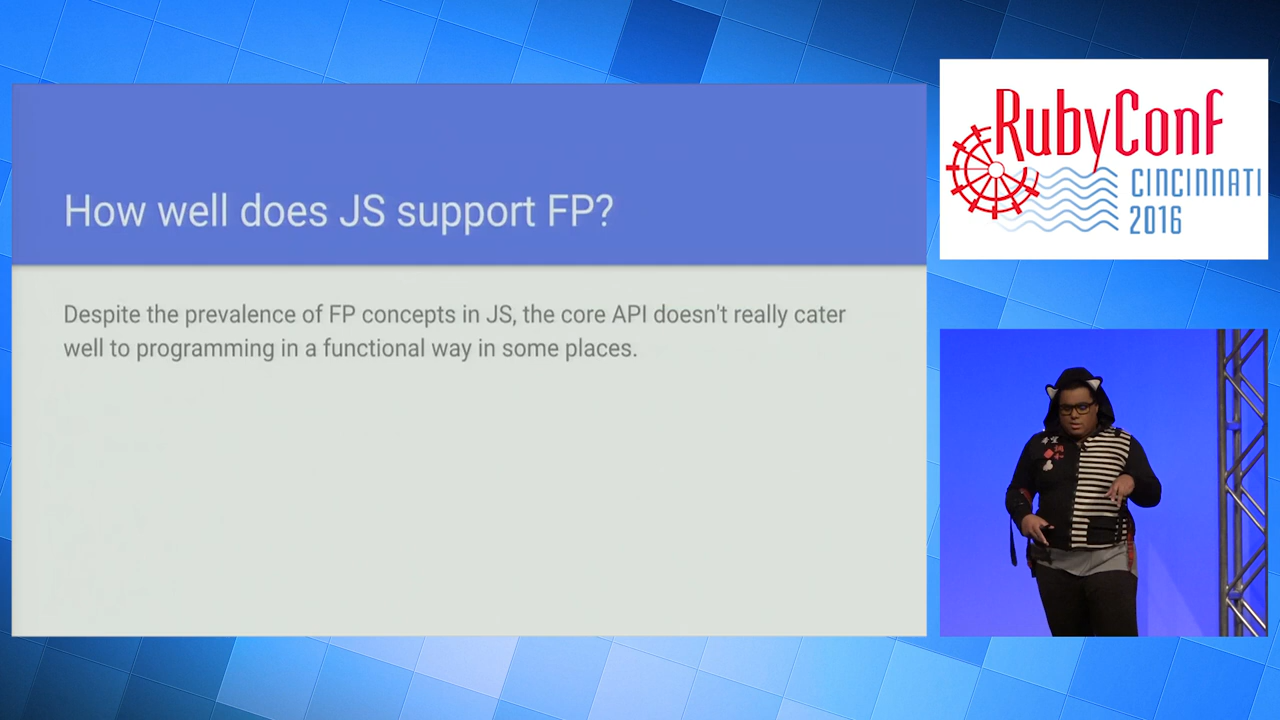 How well does JS support FP?
Despite the prevalence of FP concepts in JS, the core API doesn't really cater
well to programming in a functional way in some places.
RubyConf
CINCINNATI
2016